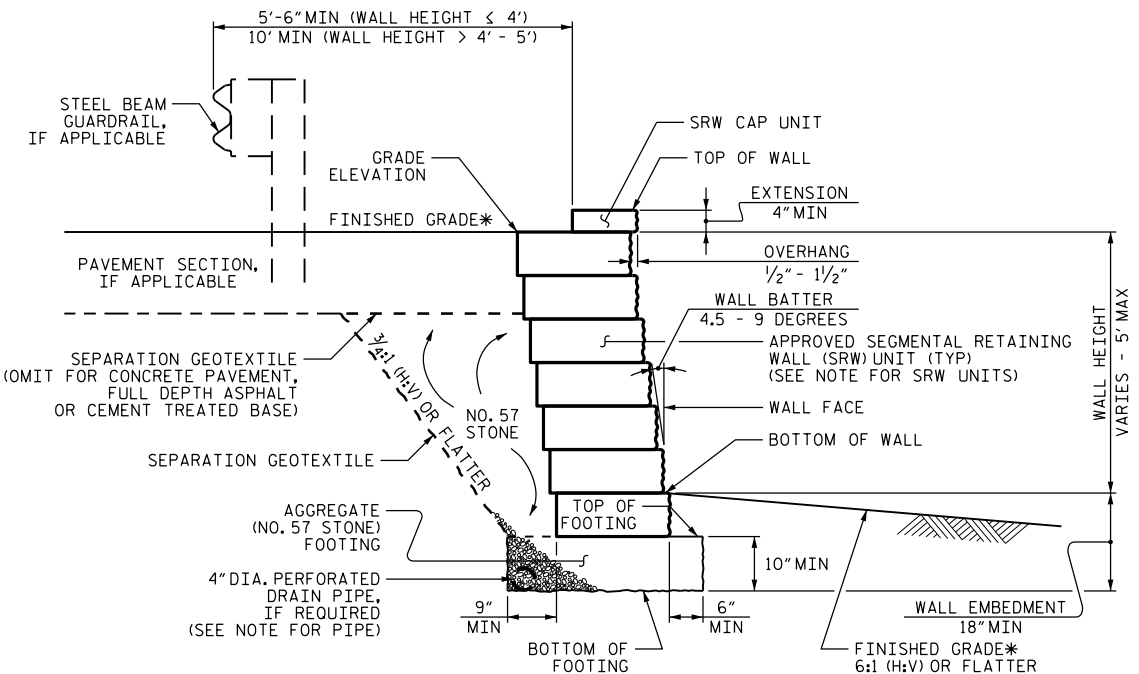 5'-6" MIN (WALL HEIGHT ≤ 4')
10' MIN (WALL HEIGHT > 4' - 5')
STEEL BEAM
GUARDRAIL,
IF APPLICABLE
SRW CAP UNIT
GRADE
ELEVATION
TOP OF WALL
EXTENSION
4" MIN
FINISHED GRADE*
OVERHANG
1/2" - 1 1/2"
PAVEMENT SECTION,
IF APPLICABLE
WALL BATTER
4.5 - 9 DEGREES
WALL HEIGHT
VARIES - 5' MAX
SEPARATION GEOTEXTILE
(OMIT FOR CONCRETE PAVEMENT,
FULL DEPTH ASPHALT
OR CEMENT TREATED BASE)
3/4:1 (H:V) OR FLATTER
APPROVED SEGMENTAL RETAINING
WALL (SRW) UNIT (TYP)
(SEE NOTE FOR SRW UNITS)
NO. 57
STONE
WALL FACE
BOTTOM OF WALL
SEPARATION GEOTEXTILE
AGGREGATE
(NO. 57 STONE)
FOOTING
TOP OF
FOOTING
10" MIN
4" DIA. PERFORATED
DRAIN PIPE,
IF REQUIRED
(SEE NOTE FOR PIPE)
9"
MIN
6"
MIN
WALL EMBEDMENT
18" MIN
BOTTOM OF
FOOTING
FINISHED GRADE*
6:1 (H:V) OR FLATTER